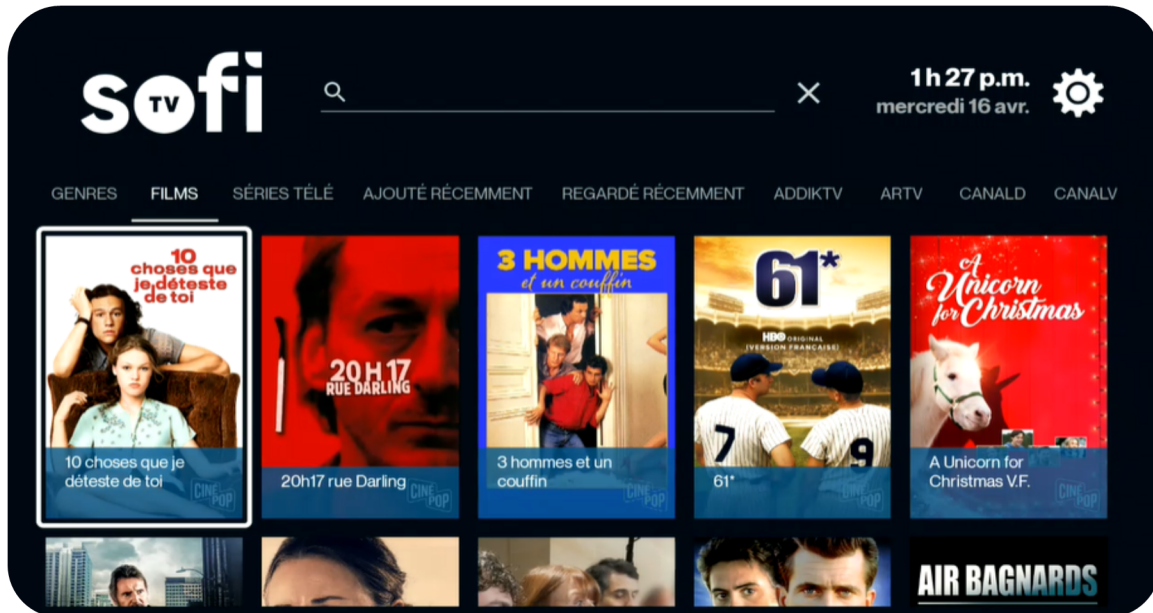 sofi
TV
1 h 27 p.m.
mercredi 16 avr.
GENRES FILMS SÉRIES TÉLÉ AJOUTÉ RÉCEMMENT REGARDÉ RÉCEMMENT ADDIKTV ARTV CANALD CANALV
10
choses que
je déteste
de toi
10 choses que je
déteste de toi
CINÉ
POP
20 H 17
RUE DARLING
20h17 rue Darling
CINÉ
POP
3 HOMMES
et un couffin
3 hommes et un
couffin
CINÉ
POP
61*
HBO ORIGINAL
(VERSION FRANÇAISE)
7
9
61*
CINÉ
POP
A
Unicorn
for Christmas
A Unicorn for
Christmas V.F.
AIR BAGNARDS